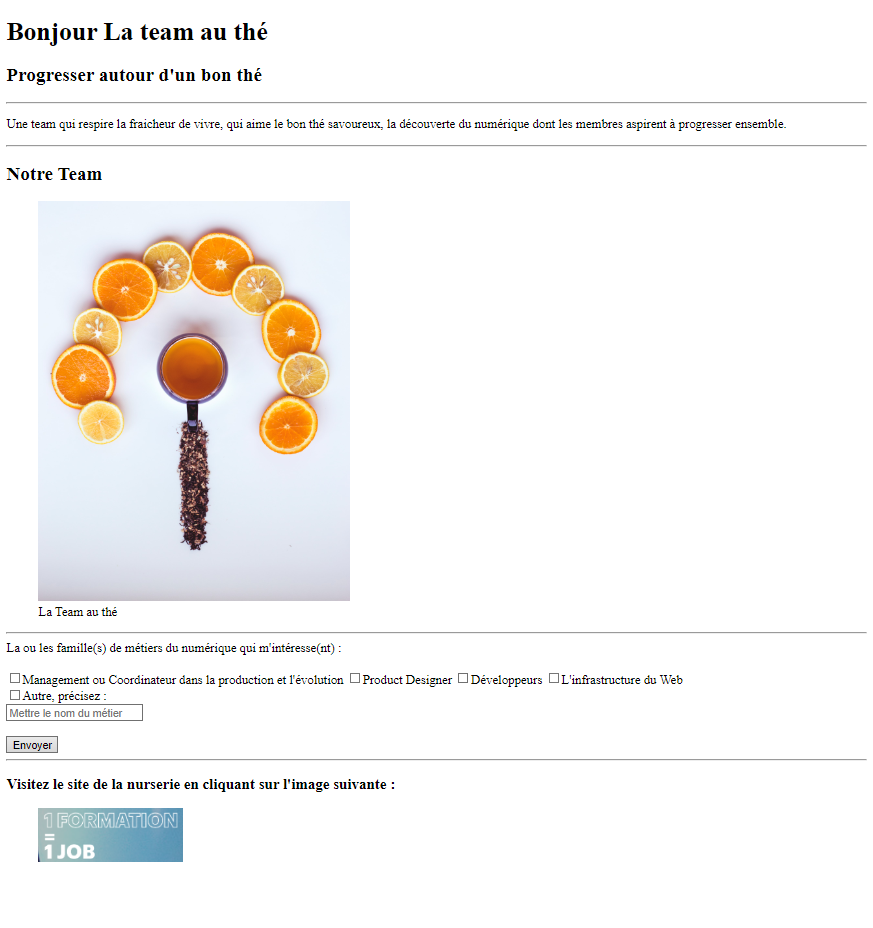 Bonjour La team au thé
Progresser autour d'un bon thé
Une team qui respire la fraicheur de vivre, qui aime le bon thé savoureux, la découverte du numérique dont les membres aspirent à progresser ensemble.
Notre Team
La Team au thé
La ou les famille(s) de métiers du numérique qui m'intéresse(nt) :
Management ou Coordinateur dans la production et l'évolution Product Designer Développeurs L'infrastructure du Web
Autre, précisez :
Mettre le nom du métier
Envoyer
Visitez le site de la nurserie en cliquant sur l'image suivante :
1 FORMATION
=
1 JOB